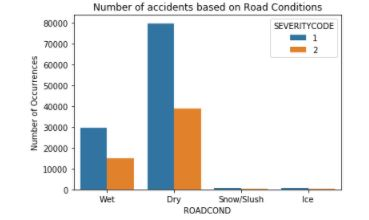 Number of accidents based on Road Conditions
SEVERITYCODE
1
2
Number of Occurrences
80000
70000
60000
50000
40000
30000
20000
10000
0
Wet Dry Snow/Slush Ice
ROADCOND